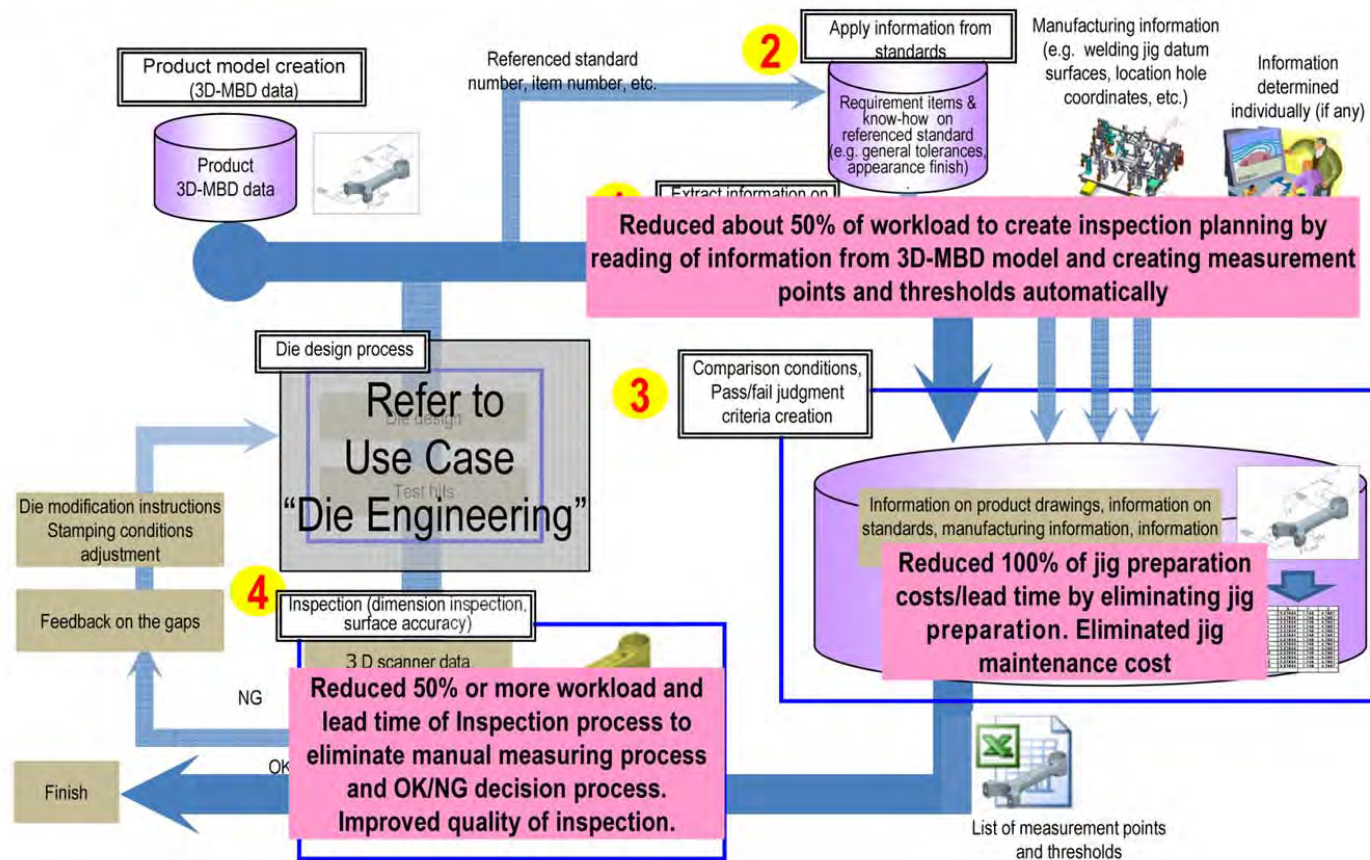 Product model creation
(3D-MBD data)
Product
3D-MBD data
Referenced standard
number, item number, etc.
2
Apply information from
standards
Requirement items &
know-how on
referenced standard
(e.g. general tolerances,
appearance finish)
Manufacturing information
(e.g. welding jig datum
surfaces, location hole
coordinates, etc.)
Information
determined
individually (if any)
Extract information on
Reduced about 50% of workload to create inspection planning by
reading of information from 3D-MBD model and creating measurement
points and thresholds automatically
Die design process
Die design
Test hits
Refer to
Use Case
“Die Engineering”
3
Comparison conditions,
Pass/fail judgment
criteria creation
Information on product drawings, information on
standards, manufacturing information, information
Reduced 100% of jig preparation
costs/lead time by eliminating jig
preparation. Eliminated jig
maintenance cost
Die modification instructions
Stamping conditions
adjustment
Feedback on the gaps
NG
OK
Finish
4
Inspection (dimension inspection,
surface accuracy)
3D scanner data
Reduced 50% or more workload and
lead time of Inspection process to
eliminate manual measuring process
and OK/NG decision process.
Improved quality of inspection.
List of measurement points
and thresholds